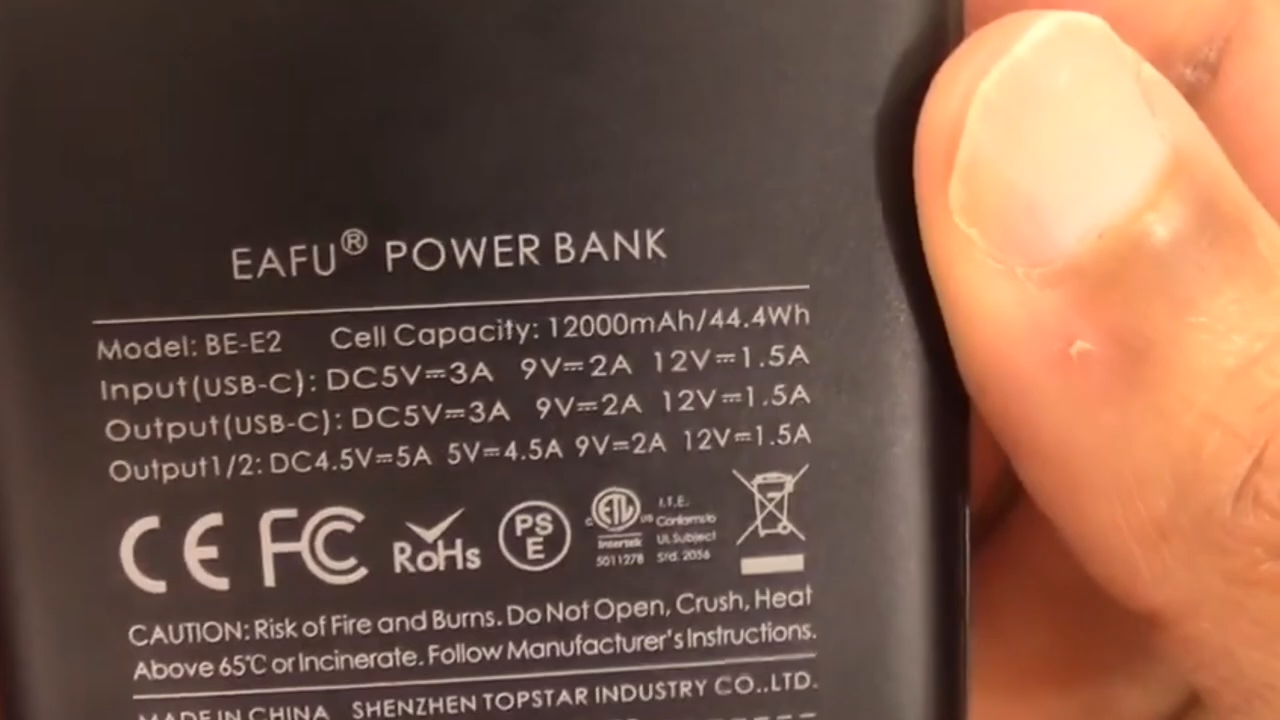 EAFU® POWER BANK
Model: BE-E2 Cell Capacity: 12000mAh/44.4Wh
Input(USB-C): DC5V⎓3A 9V⎓2A 12V⎓1.5A
Output(USB-C): DC5V⎓3A 9V⎓2A 12V⎓1.5A
Output1/2: DC4.5V⎓5A 5V⎓4.5A 9V⎓2A 12V⎓1.5A
CE FC RoHS PS E c ETL US
Intertek
5011278
I.T.E.
Conforms to
UL Subject
Std. 2056
CAUTION: Risk of Fire and Burns. Do Not Open, Crush, Heat
Above 65℃ or Incinerate. Follow Manufacturer's Instructions.
MADE IN CHINA SHENZHEN TOPSTAR INDUSTRY CO.,LTD.